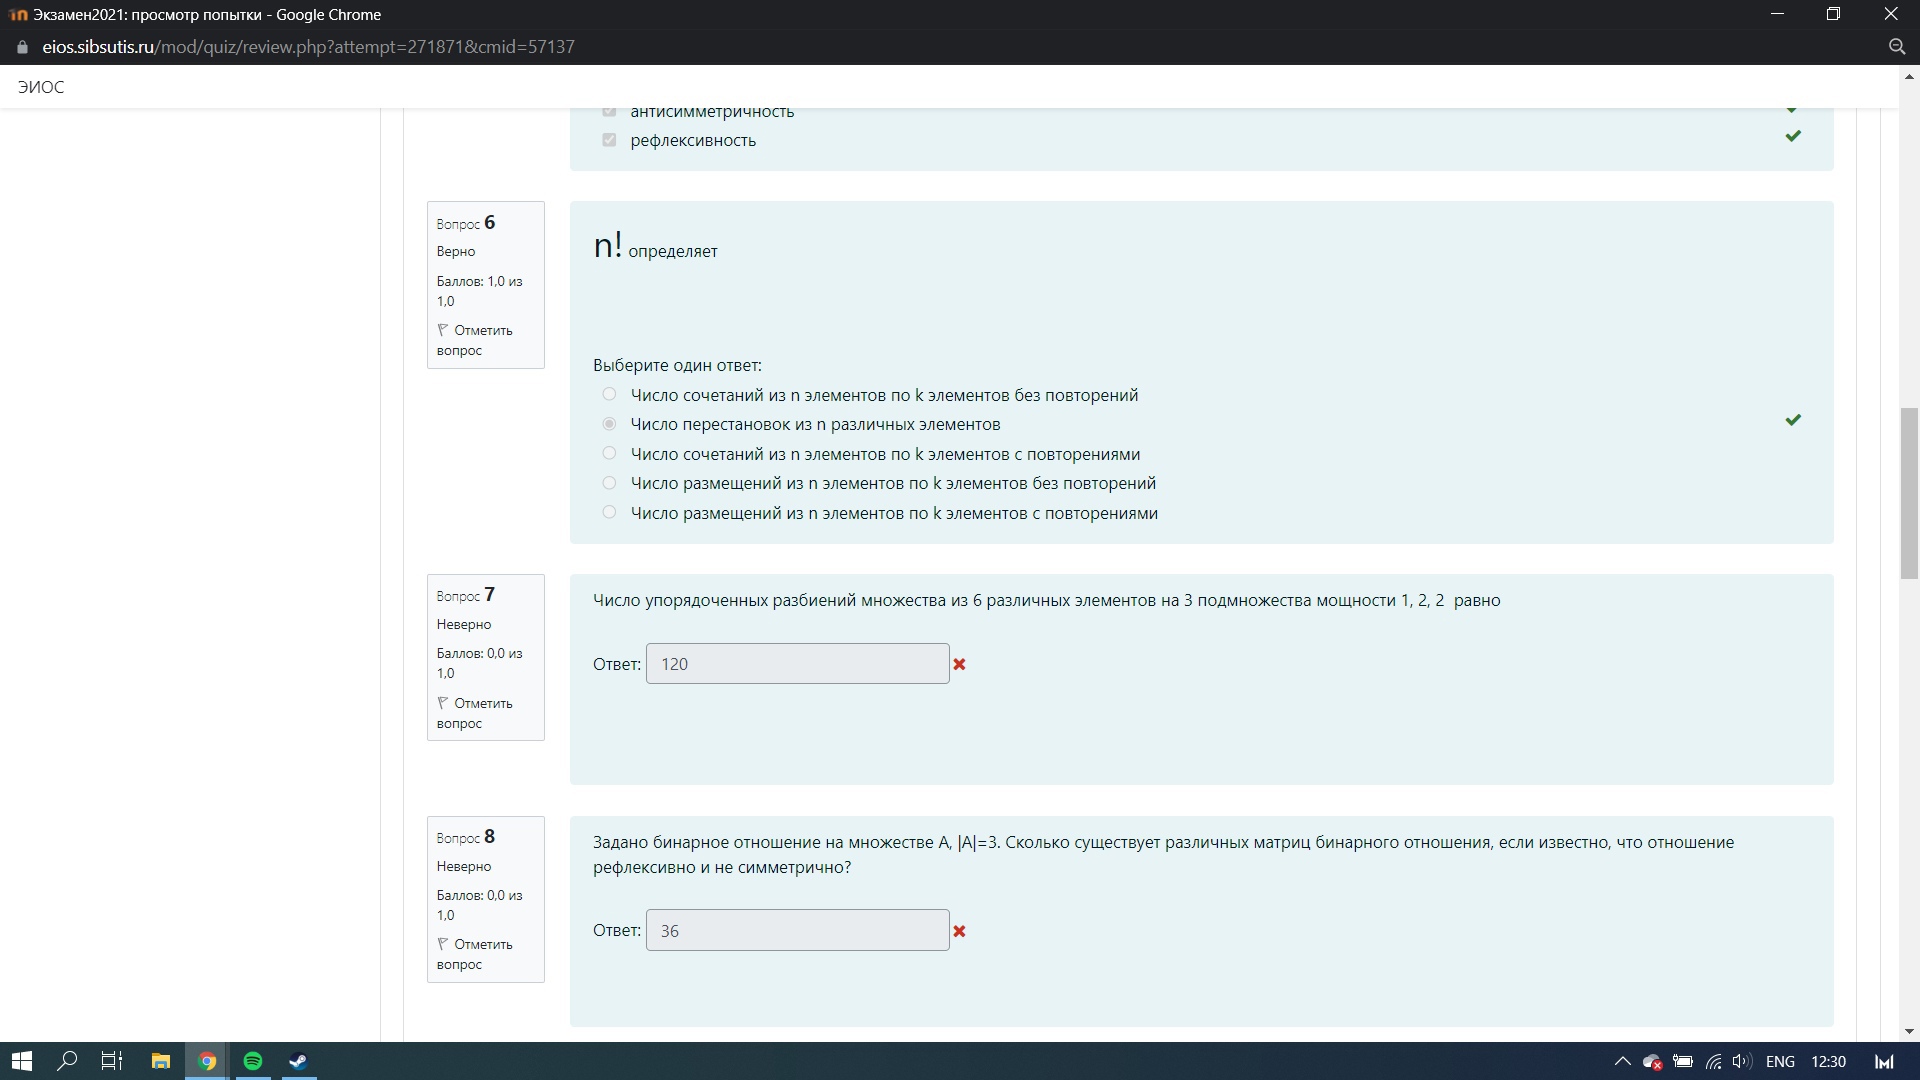 Экзамен2021: просмотр попытки - Google Chrome
eios.sibsutis.ru/mod/quiz/review.php?attempt=271871&cmid=57137
ЭИОС
антисимметричность
рефлексивность
Вопрос 6
Верно
Баллов: 1,0 из
1,0
Отметить
вопрос
n! определяет
Выберите один ответ:
Число сочетаний из n элементов по k элементов без повторений
Число перестановок из n различных элементов
Число сочетаний из n элементов по k элементов с повторениями
Число размещений из n элементов по k элементов без повторений
Число размещений из n элементов по k элементов с повторениями
Вопрос 7
Неверно
Баллов: 0,0 из
1,0
Отметить
вопрос
Число упорядоченных разбиений множества из 6 различных элементов на 3 подмножества мощности 1, 2, 2 равно
Ответ: 120
Вопрос 8
Неверно
Баллов: 0,0 из
1,0
Отметить
вопрос
Задано бинарное отношение на множестве A, |A|=3. Сколько существует различных матриц бинарного отношения, если известно, что отношение
рефлексивно и не симметрично?
Ответ: 36
ENG 12:30